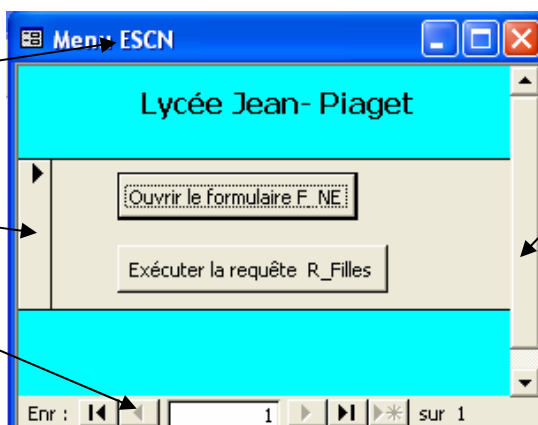 Menu ESCN
Lycée Jean- Piaget
Ouvrir le formulaire F_NE
Exécuter la requête R_Filles
Enr : 1 sur 1